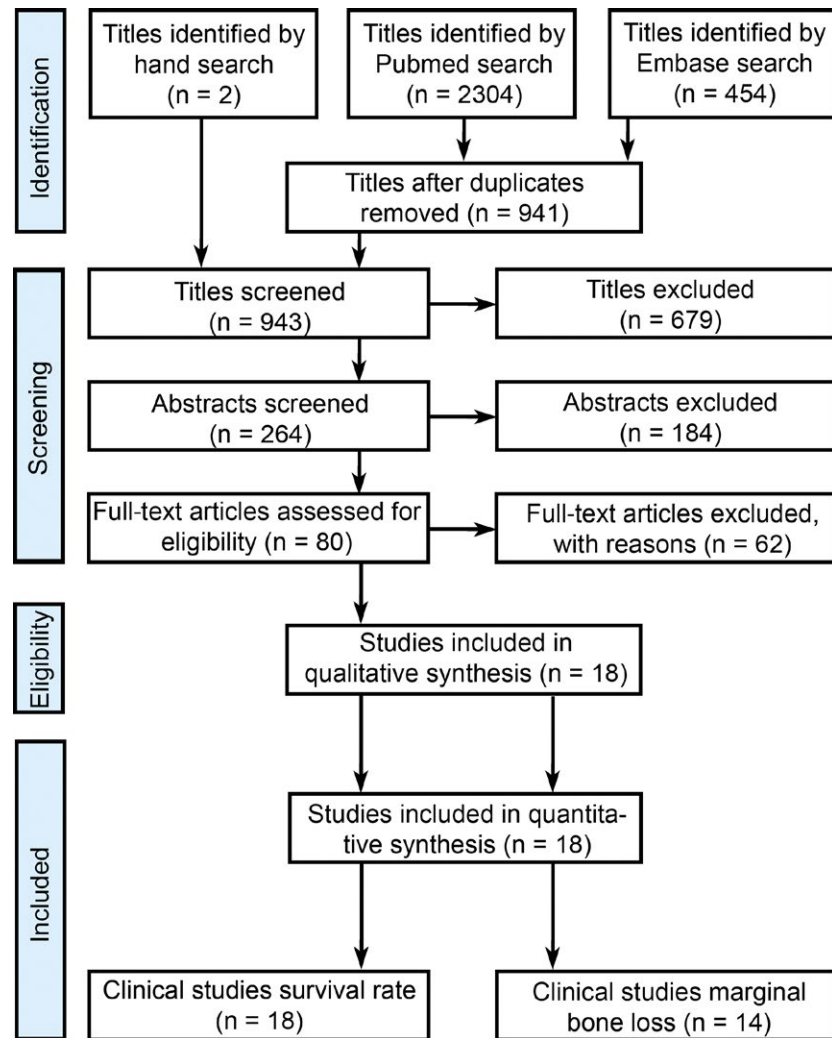 Identification
Titles identified by
hand search
(n = 2)
Titles identified by
Pubmed search
(n = 2304)
Titles identified by
Embase search
(n = 454)
Titles after duplicates
removed (n = 941)
Screening
Titles screened
(n = 943)
Titles excluded
(n = 679)
Abstracts screened
(n = 264)
Abstracts excluded
(n = 184)
Full-text articles assessed for
eligibility (n = 80)
Full-text articles excluded,
with reasons (n = 62)
Eligibility
Studies included in
qualitative synthesis (n = 18)
Included
Studies included in quantita-
tive synthesis (n = 18)
Clinical studies survival rate
(n = 18)
Clinical studies marginal
bone loss (n = 14)